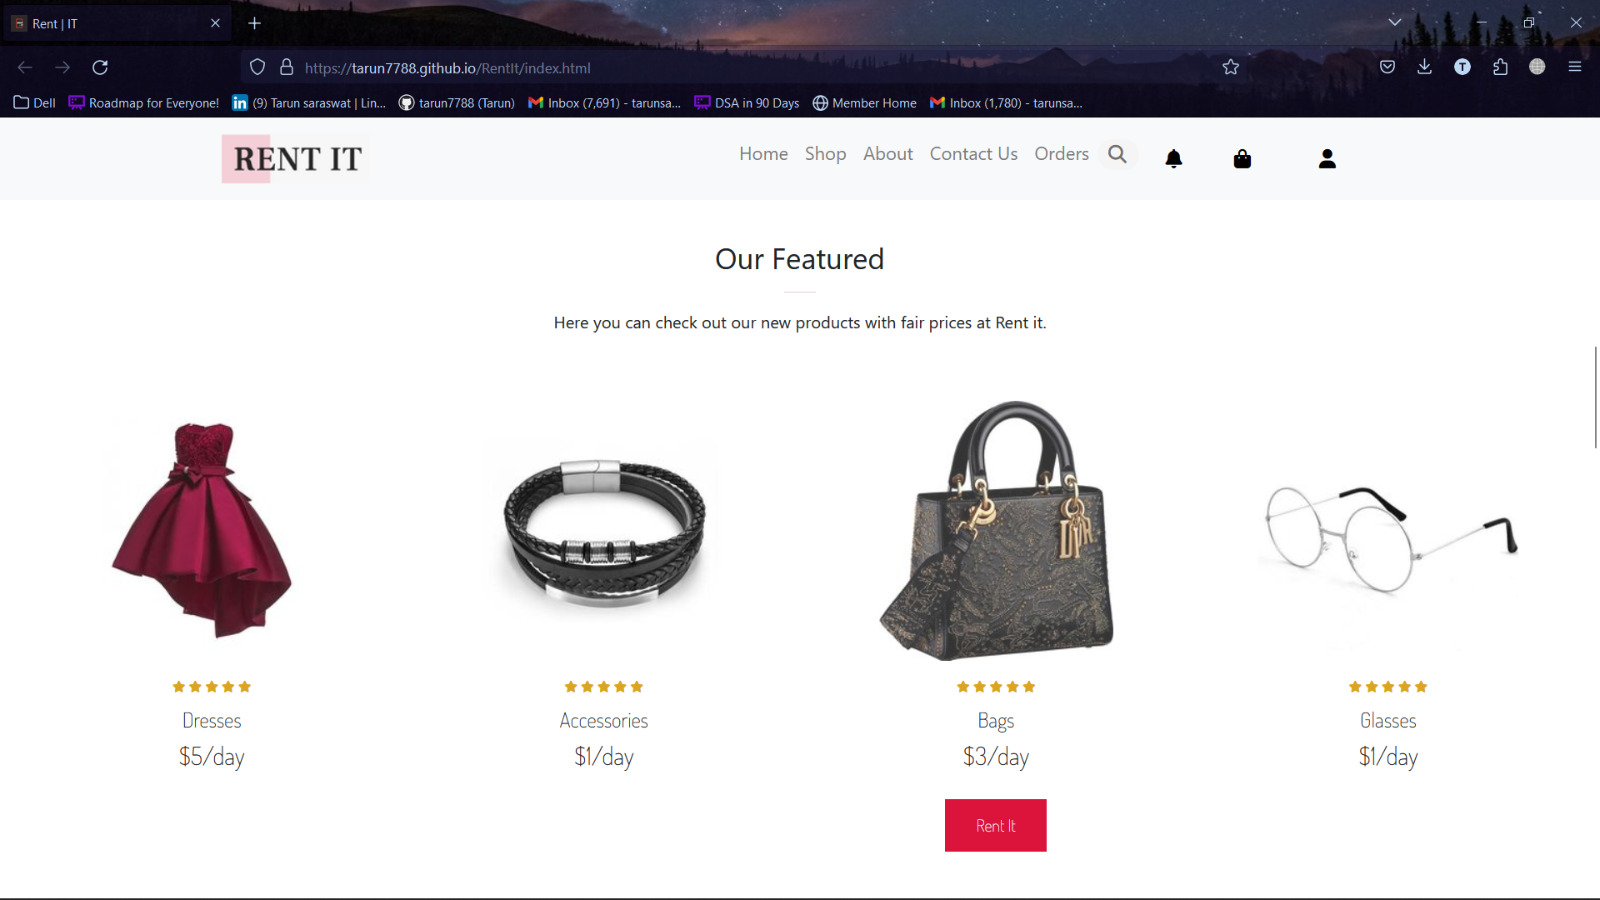 Rent | IT
https://tarun7788.github.io/RentIt/index.html
Dell Roadmap for Everyone! (9) Tarun saraswat | Lin... tarun7788 (Tarun) Inbox (7,691) - tarunsa... DSA in 90 Days Member Home Inbox (1,780) - tarunsa...
RENT IT Home Shop About Contact Us Orders
Our Featured
Here you can check out our new products with fair prices at Rent it.
Dresses Accessories Bags Glasses
$5/day $1/day $3/day $1/day
Rent It